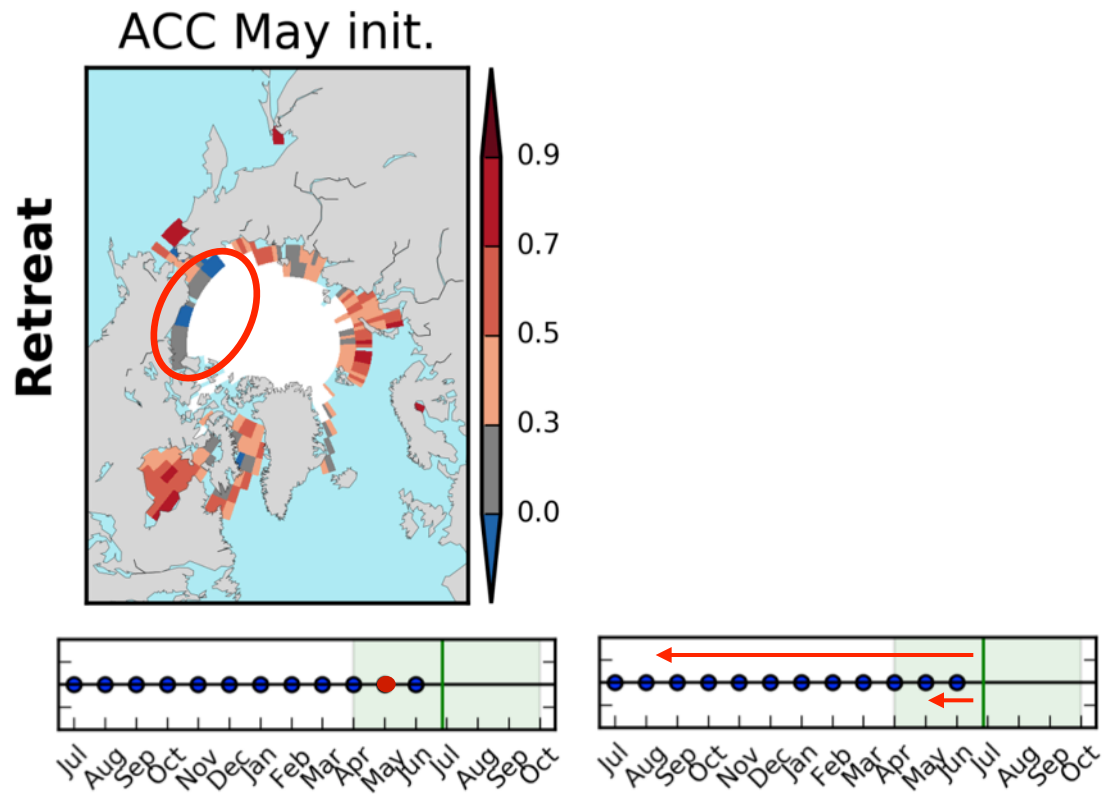 ACC May init.
Retreat
0.9
0.7
0.5
0.3
0.0
Jul Aug Sep Oct Nov Dec Jan Feb Mar Apr May Jun Jul Aug Sep Oct
Jul Aug Sep Oct Nov Dec Jan Feb Mar Apr May Jun Jul Aug Sep Oct